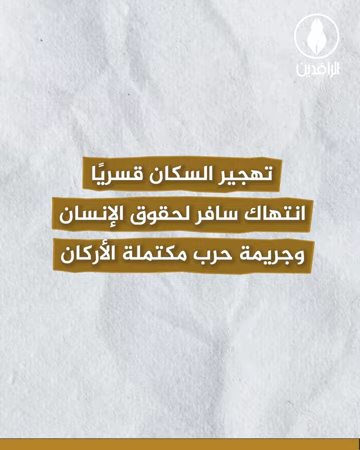 الرافدين
تهجير السكان قسريًا
انتهاك سافر لحقوق الإنسان
وجريمة حرب مكتملة الأركان